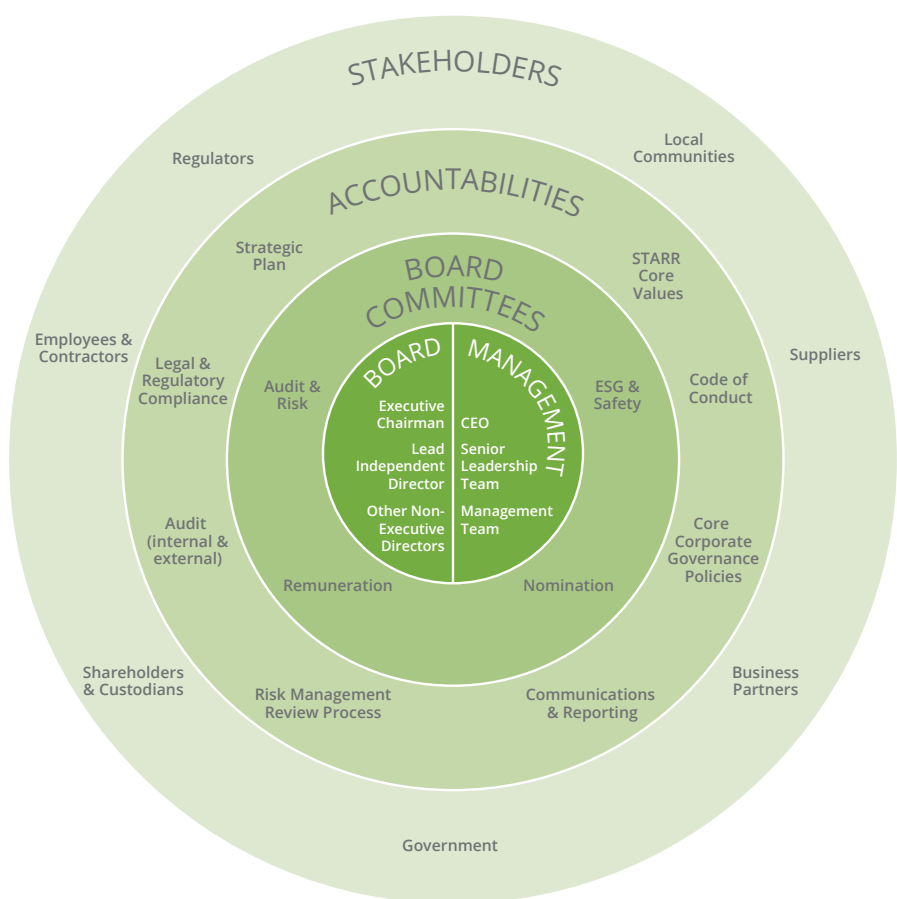 STAKEHOLDERS
Regulators
Local
Communities
Employees &
Contractors
Suppliers
Shareholders
& Custodians
Business
Partners
Government
ACCOUNTABILITIES
Strategic
Plan
STARR
Core
Values
Legal &
Regulatory
Compliance
Code of
Conduct
Audit
(internal &
external)
Core
Corporate
Governance
Policies
Risk Management
Review Process
Communications
& Reporting
BOARD
COMMITTEES
Audit &
Risk
ESG &
Safety
Remuneration
Nomination
BOARD
Executive
Chairman
Lead
Independent
Director
Other Non-
Executive
Directors
MANAGEMENT
CEO
Senior
Leadership
Team
Management
Team